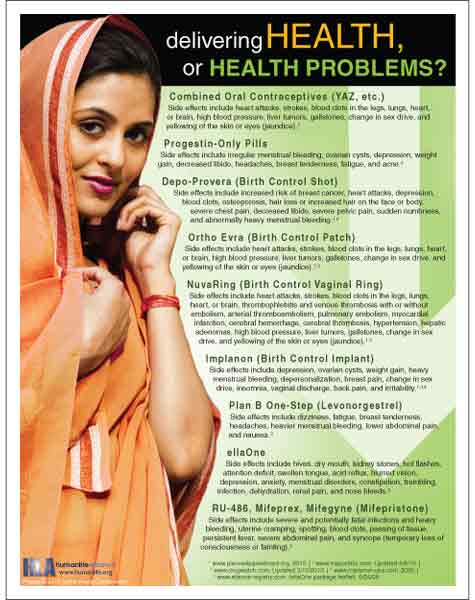 delivering HEALTH,
or HEALTH PROBLEMS?
Combined Oral Contraceptives (YAZ, etc.)
Side effects include heart attacks, strokes, blood clots in the legs, lungs, heart,
or brain, high blood pressure, liver tumors, gallstones, change in sex drive, and
yellowing of the skin or eyes (jaundice).
Progestin-Only Pills
Side effects include irregular menstrual bleeding, ovarian cysts, depression, weight
gain, decreased libido, headaches, breast tenderness, fatigue, and acne.
Depo-Provera (Birth Control Shot)
Side effects include increased risk of breast cancer, heart attacks, depression,
blood clots, osteoporosis, hair loss or increased hair on the face or body,
severe chest pain, decreased libido, severe pelvic pain, sudden numbness,
and abnormally heavy menstrual bleeding.
Ortho Evra (Birth Control Patch)
Side effects include heart attacks, strokes, blood clots in the legs, lungs, heart,
or brain, high blood pressure, liver tumors, gallstones, change in sex drive, and
yellowing of the skin or eyes (jaundice).
NuvaRing (Birth Control Vaginal Ring)
Side effects include heart attacks, strokes, blood clots in the legs, lungs,
heart, or brain, thrombophlebitis and venous thrombosis with or without
embolism, arterial thromboembolism, pulmonary embolism, myocardial
infarction, cerebral hemorrhage, cerebral thrombosis, hypertension, hepatic
adenomas, high blood pressure, liver tumors, gallstones, change in sex
drive, and yellowing of the skin or eyes (jaundice).
Implanon (Birth Control Implant)
Side effects include depression, ovarian cysts, weight gain, heavy
menstrual bleeding, depersonalization, breast pain, change in sex
drive, insomnia, vaginal discharge, back pain, and irritability.
Plan B One-Step (Levonorgestrel)
Side effects include dizziness, fatigue, breast tenderness,
headaches, heavier menstrual bleeding, lower abdominal pain,
and nausea.
ellaOne
Side effects include hives, dry mouth, kidney stones, hot flashes,
attention deficit, swollen tongue, acid reflux, blurred vision,
depression, anxiety, menstrual disorders, constipation, trembling,
infection, dehydration, renal pain, and nose bleeds.
RU-486, Mifeprex, Mifegyne (Mifepristone)
Side effects include severe and potentially fatal infections and heavy
bleeding, uterine cramping, spotting, blood clots, passing of tissue,
persistent fever, severe abdominal pain, and syncope (temporary loss of
consciousness or fainting).
HLA
www.humanlife.org